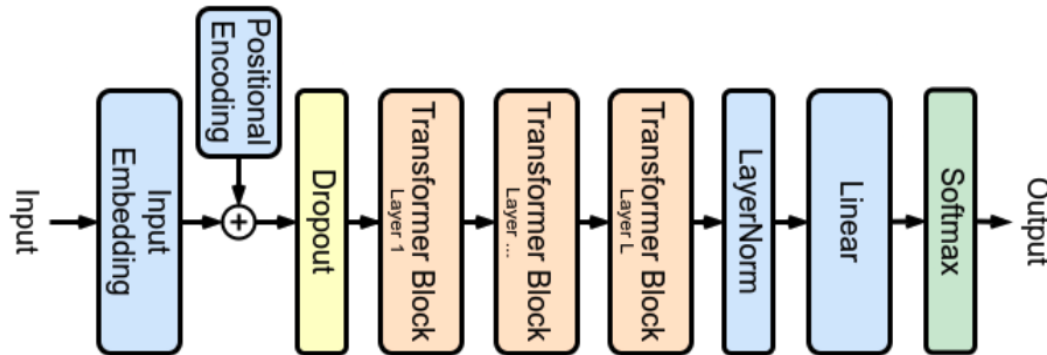 Input
Input
Embedding
Positional
Encoding
+
Dropout
Transformer Block
Layer 1
Transformer Block
Layer ...
Transformer Block
Layer L
LayerNorm
Linear
Softmax
Output